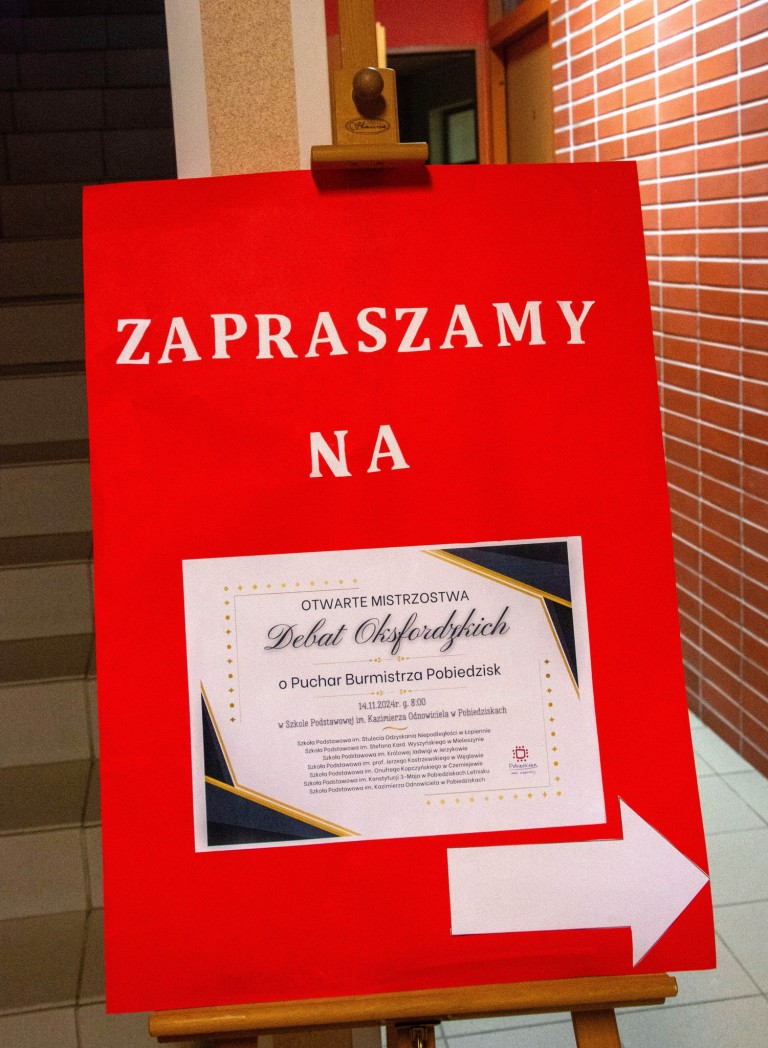 ZAPRASZAMY
NA
OTWARTE MISTRZOSTWA
Debat Oksfordzkich
o Puchar Burmistrza Pobiedzisk
14.11.2024r. g. 8:00
w Szkole Podstawowej im. Kazimierza Odnowiciela w Pobiedziskach
Szkoła Podstawowa im. Stulecia Odzyskania Niepodległości w Łopiennie
Szkoła Podstawowa im. Stefana Kard. Wyszyńskiego w Mieleszynie
Szkoła Podstawowa im. Królowej Jadwigi w Jerzykowie
Szkoła Podstawowa im. prof. Jerzego Kostrzewskiego w Węglewie
Szkoła Podstawowa im. Onufrego Kopczyńskiego w Czerniejewie
Szkoła Podstawowa im. Konstytucji 3-Maja w Pobiedziskach Letnisku
Szkoła Podstawowa im. Kazimierza Odnowiciela w Pobiedziskach
Pobiedziska